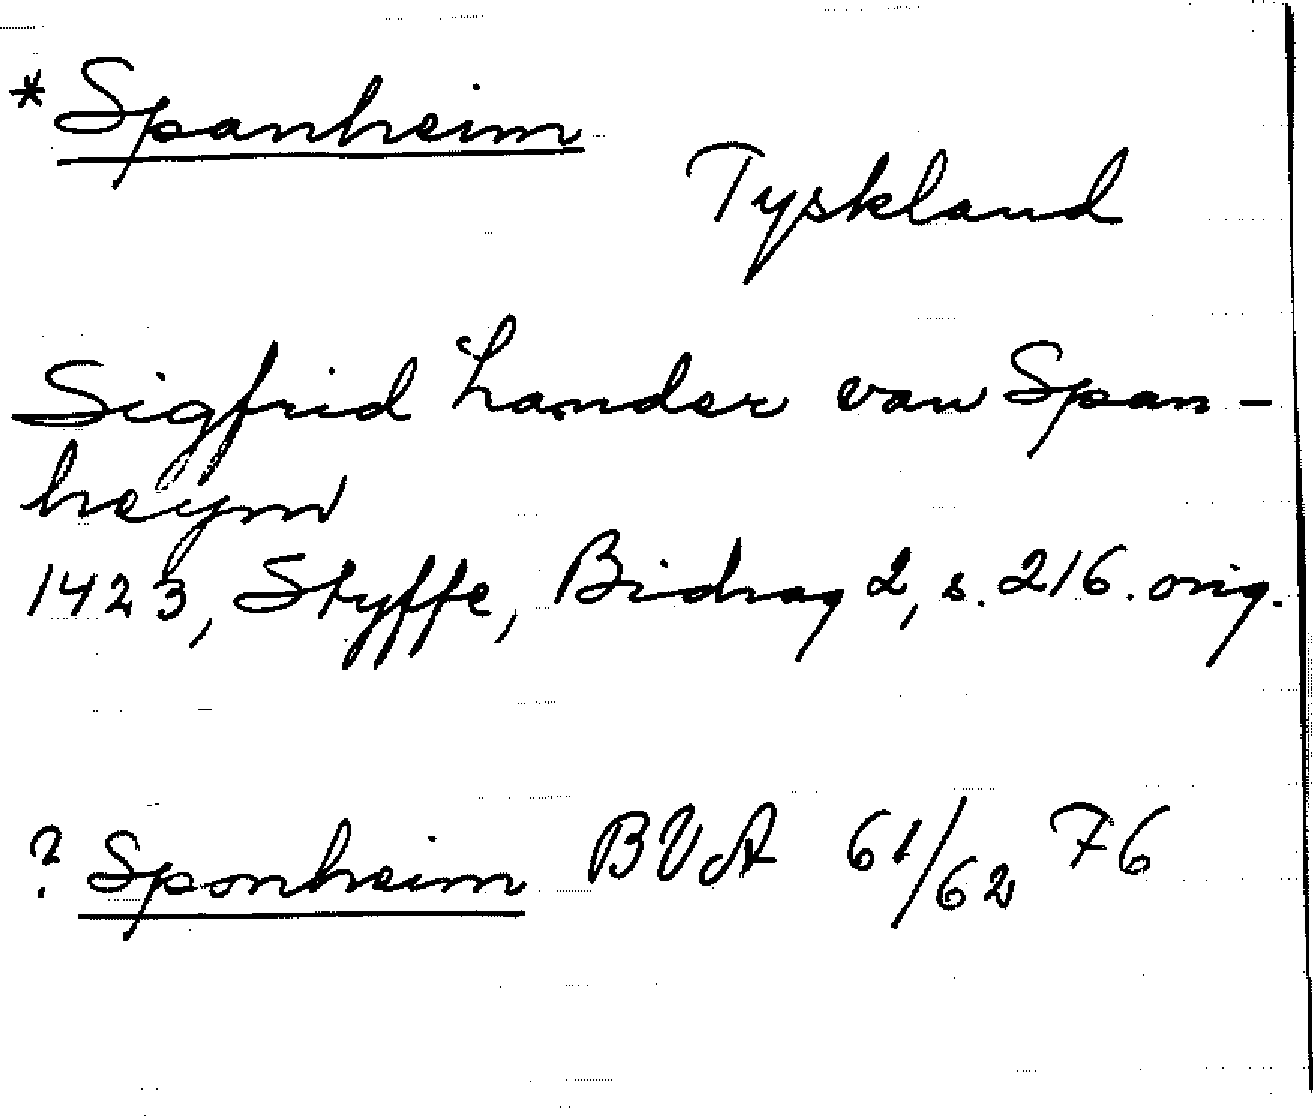 * Spanheim
Tyskland
Sigfrid Lander van Span-
heym
1423, Styffe, Bidrag 2, s. 216. orig.
? Sponheim BVA 61/62 76